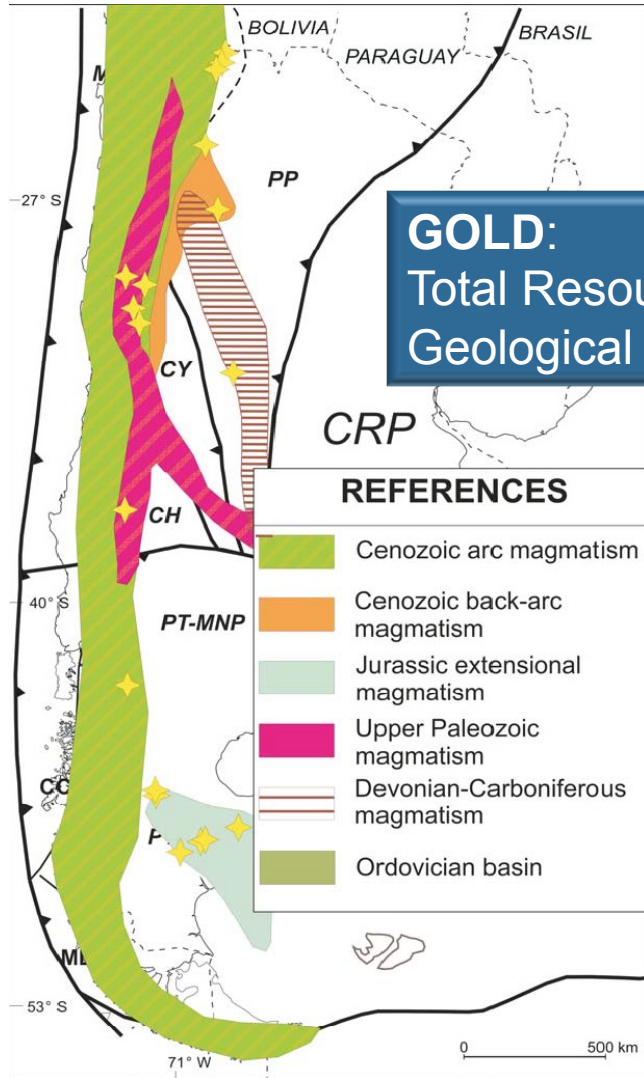 BOLIVIA
BRASIL
PARAGUAY
PP
27° S
GOLD:
Total Resou
Geological
CY
CRP
REFERENCES
CH
Cenozoic arc magmatism
40° S
PT-MNP
Cenozoic back-arc
magmatism
Jurassic extensional
magmatism
Upper Paleozoic
magmatism
Devonian-Carboniferous
magmatism
Ordovician basin
P
53° S
71° W
0 500 km